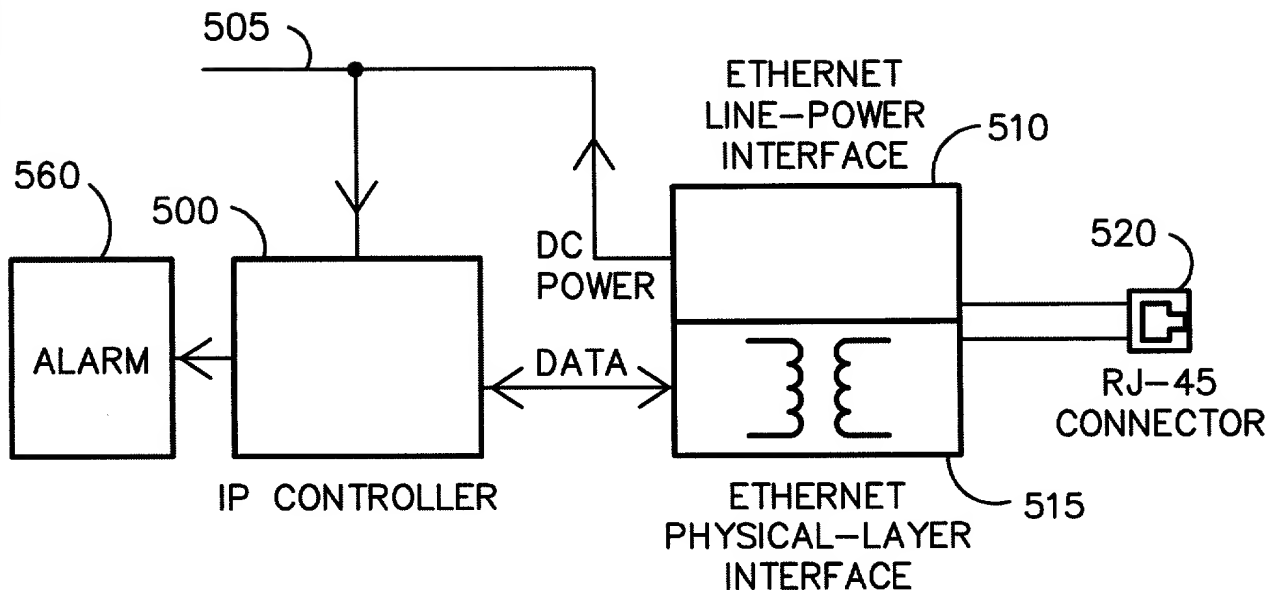 505
ETHERNET
LINE-POWER
INTERFACE
510
560
500
DC
POWER
520
ALARM
DATA
RJ-45
CONNECTOR
IP CONTROLLER
ETHERNET
PHYSICAL-LAYER
INTERFACE
515